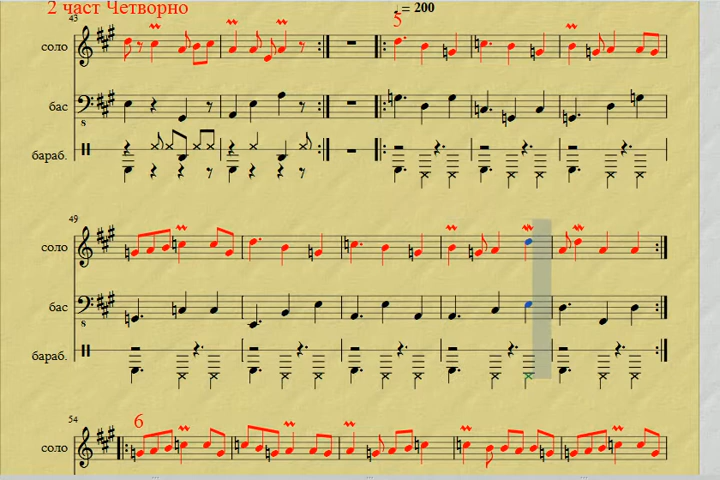 2 част Четворно
♩ = 200
43
5
соло
бас
8
бараб.
49
соло
бас
8
бараб.
54
6
соло